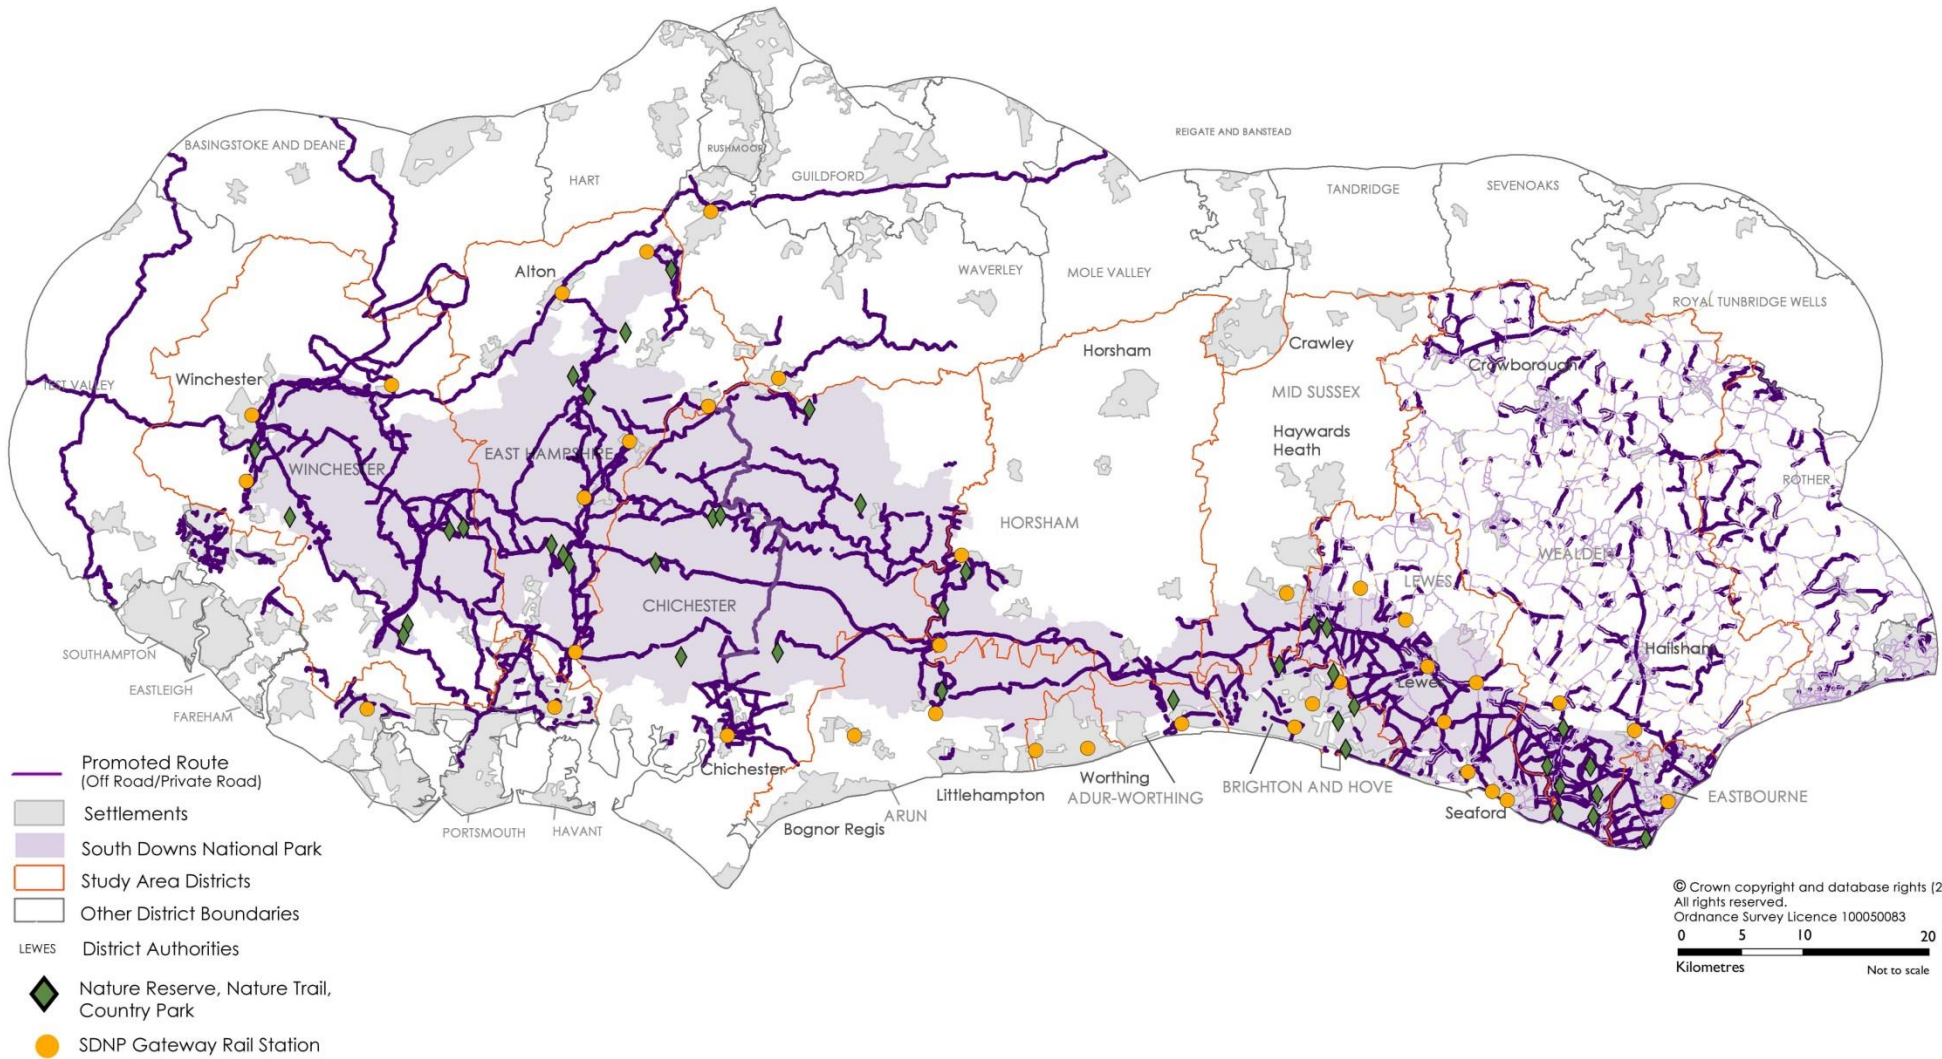 REIGATE AND BANSTEAD
BASINGSTOKE AND DEANE
RUSHMOOR
HART
GUILDFORD
TANDRIDGE
SEVENOAKS
Alton
WAVERLEY
MOLE VALLEY
ROYAL TUNBRIDGE WELLS
Horsham
Crawley
TEST VALLEY
Winchester
Crowborough
MID SUSSEX
Haywards
Heath
WINCHESTER
EAST HAMPSHIRE
ROTHER
HORSHAM
WEALDEN
LEWES
CHICHESTER
SOUTHAMPTON
Hailsham
EASTLEIGH
Lewes
FAREHAM
Chichester
Worthing
ADUR-WORTHING
BRIGHTON AND HOVE
EASTBOURNE
Littlehampton
Seaford
ARUN
Bognor Regis
PORTSMOUTH
HAVANT
Promoted Route
(Off Road/Private Road)
Settlements
South Downs National Park
Study Area Districts
Other District Boundaries
LEWES District Authorities
Nature Reserve, Nature Trail,
Country Park
SDNP Gateway Rail Station
© Crown copyright and database rights (2
All rights reserved.
Ordnance Survey Licence 100050083
0 5 10 20
Kilometres Not to scale